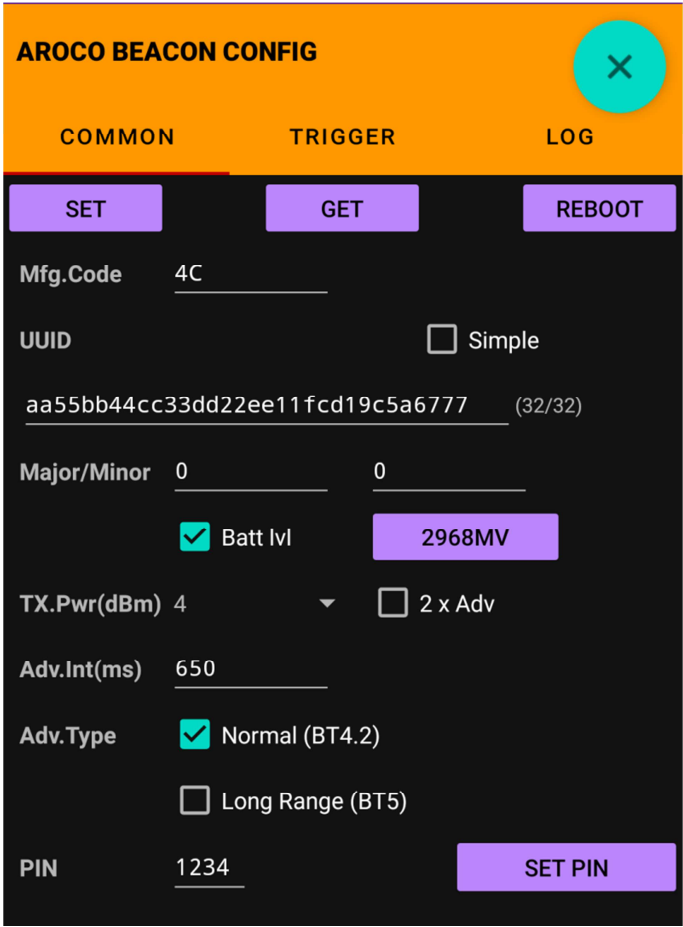 AROCO BEACON CONFIG
COMMON TRIGGER LOG
SET GET REBOOT
Mfg.Code 4C
UUID Simple
aa55bb44cc33dd22ee11fcd19c5a6777 (32/32)
Major/Minor 0 0
Batt lvl 2968MV
TX.Pwr(dBm) 4 2 x Adv
Adv.Int(ms) 650
Adv.Type Normal (BT4.2)
Long Range (BT5)
PIN 1234 SET PIN